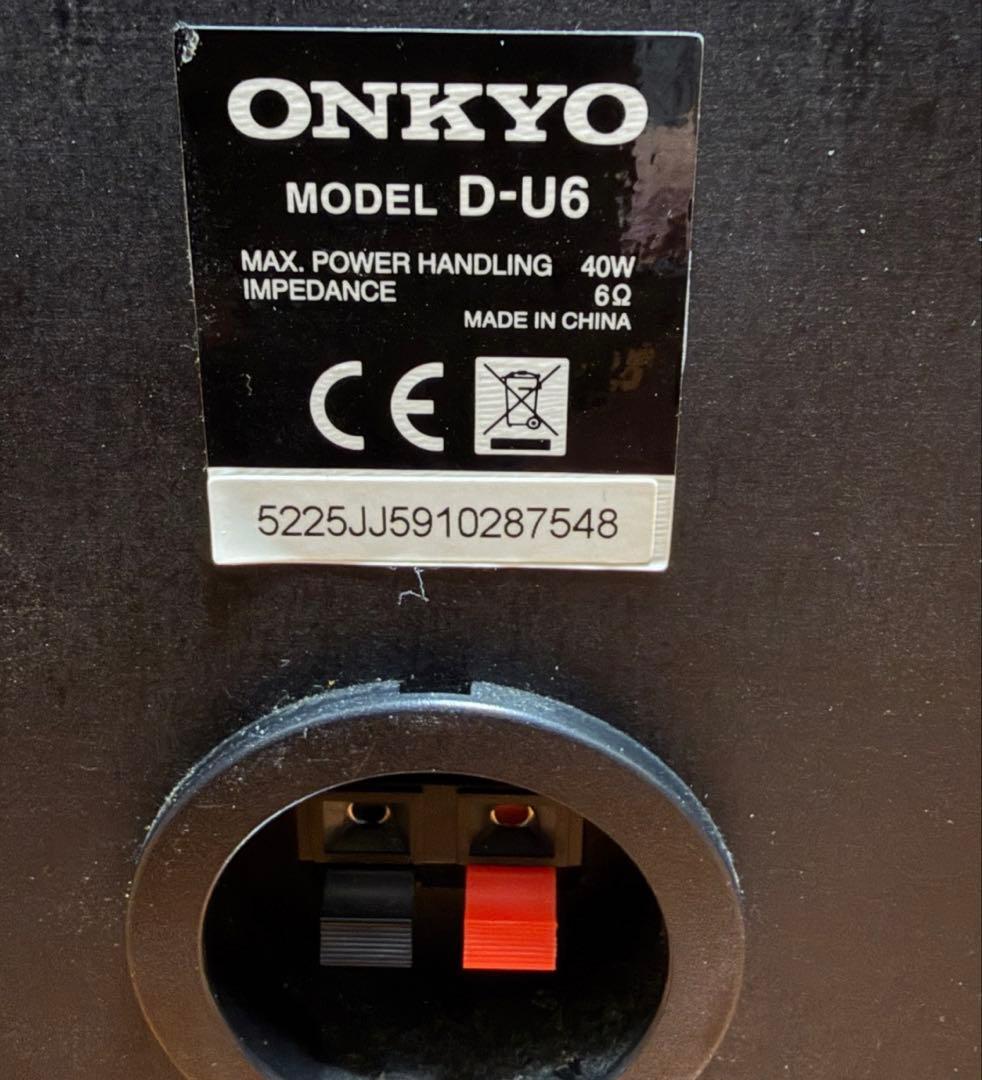 ONKYO
MODEL D-U6
MAX. POWER HANDLING 40W
IMPEDANCE 6Ω
MADE IN CHINA
CE
5225JJ5910287548